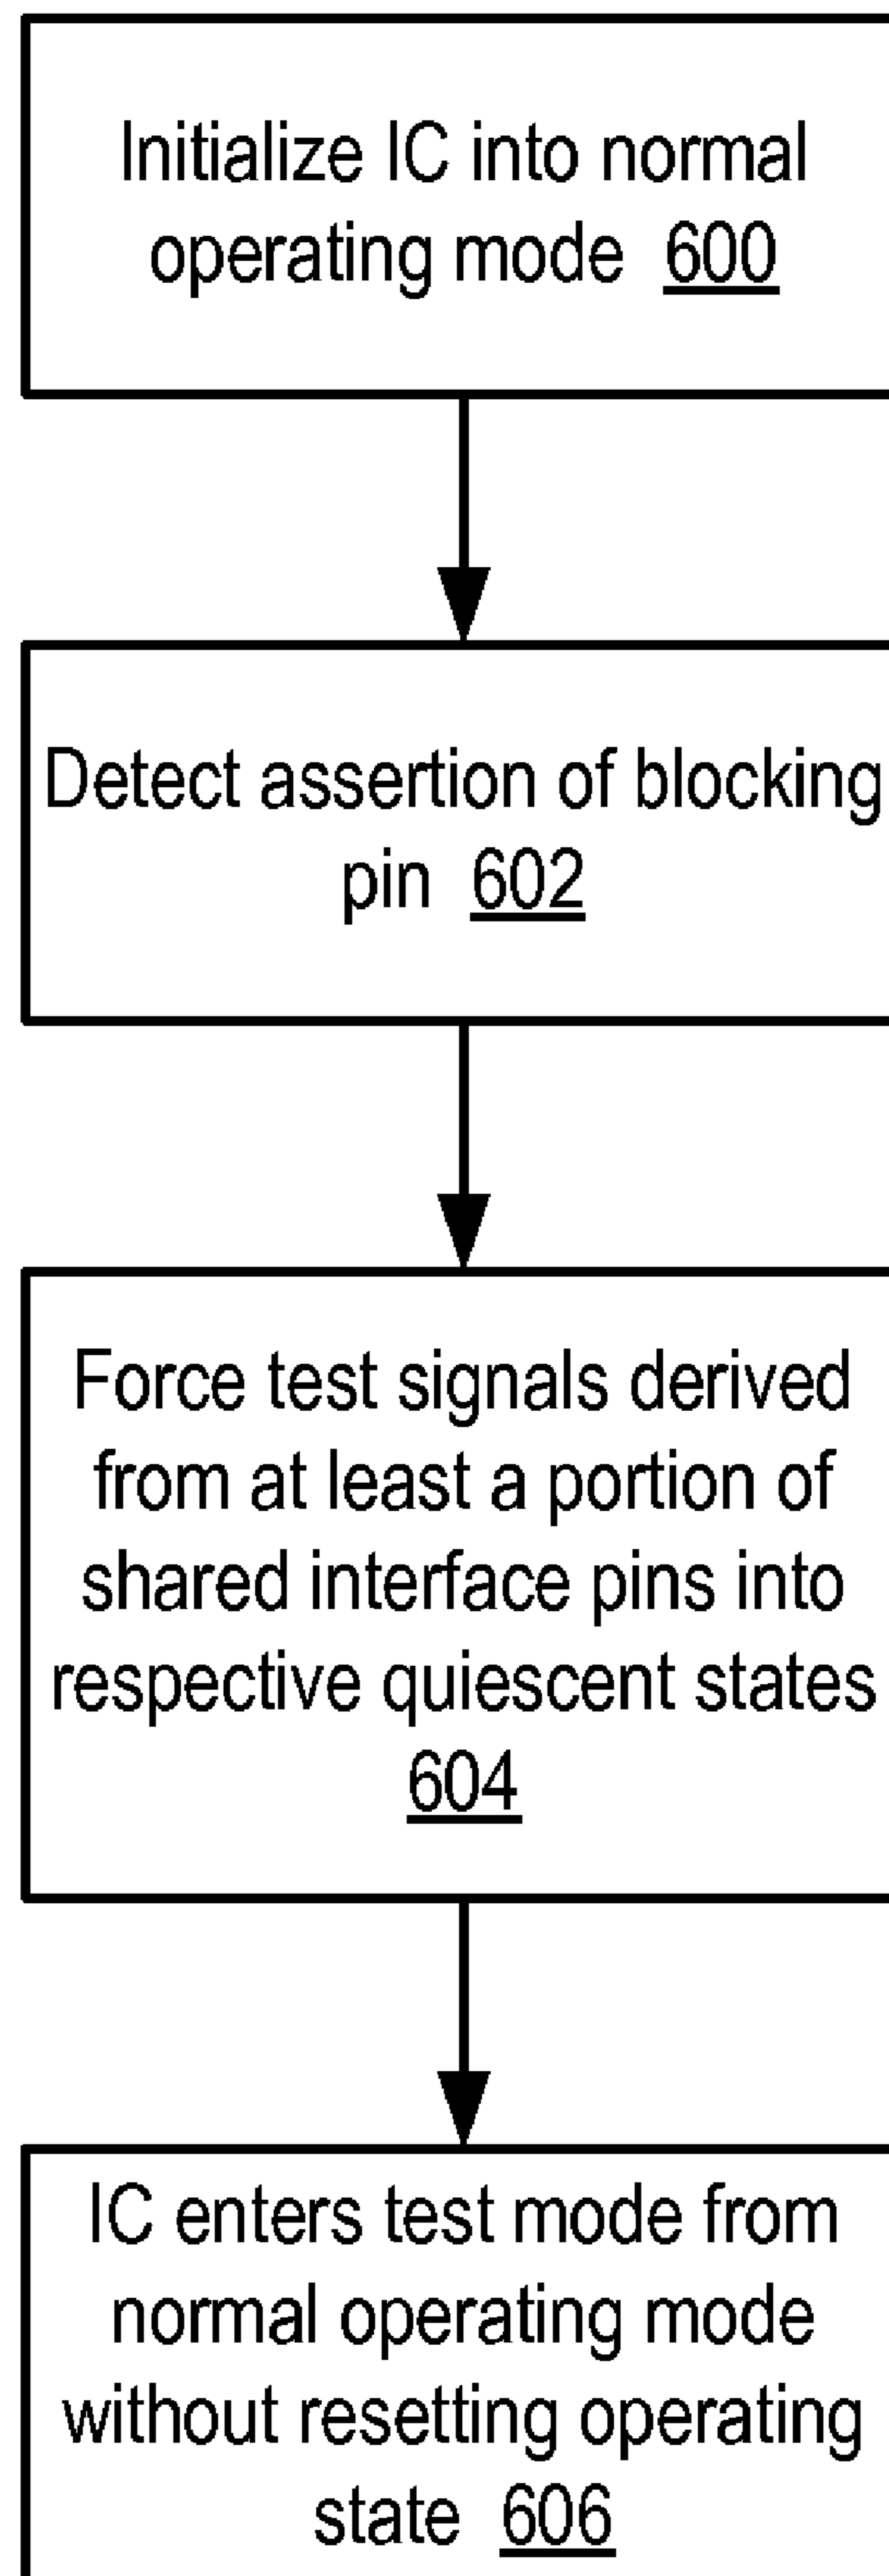 Initialize IC into normal
operating mode 600
Detect assertion of blocking
pin 602
Force test signals derived
from at least a portion of
shared interface pins into
respective quiescent states
604
IC enters test mode from
normal operating mode
without resetting operating
state 606